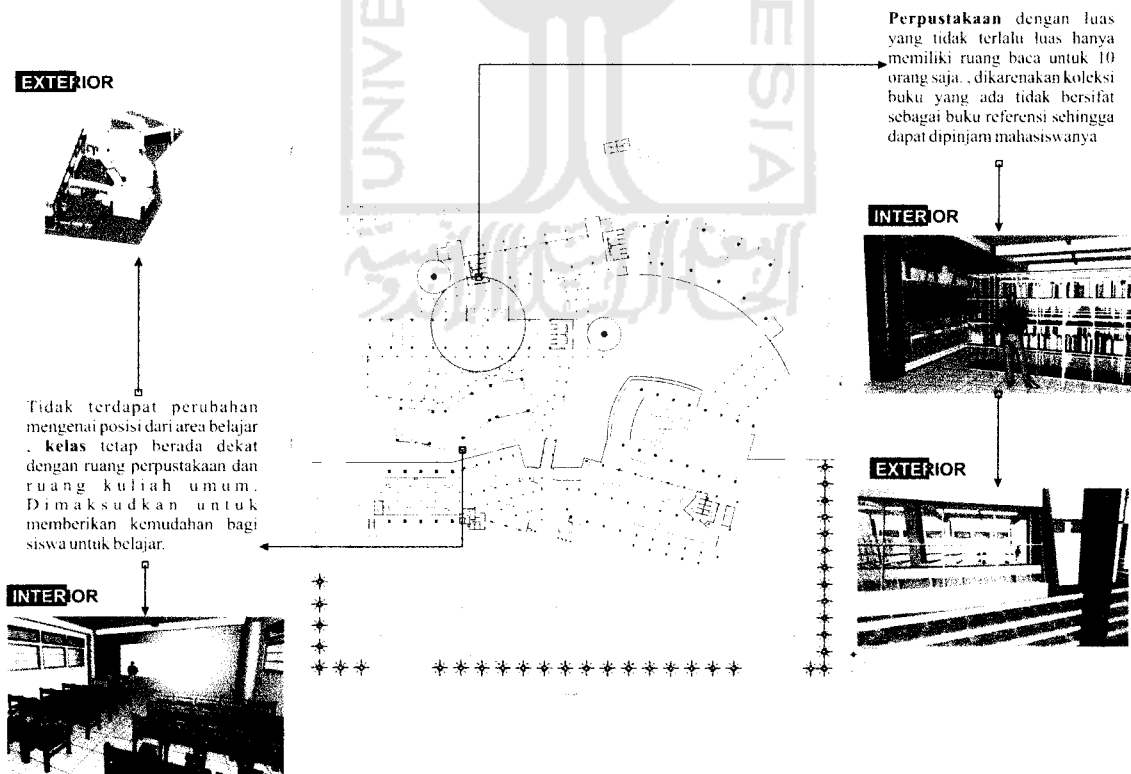 EXTERIOR
Tidak terdapat perubahan
mengenai posisi dari area belajar
. kelas tetap berada dekat
dengan ruang perpustakaan dan
ruang kuliah umum.
Dimaksudkan untuk
memberikan kemudahan bagi
siswa untuk belajar.
INTERIOR
UNIVE
ESIA
Perpustakaan dengan luas
yang tidak terlalu luas hanya
memiliki ruang baca untuk 10
orang saja. , dikarenakan koleksi
buku yang ada tidak bersifat
sebagai buku referensi sehingga
dapat dipinjam mahasiswanya
INTERIOR
EXTERIOR